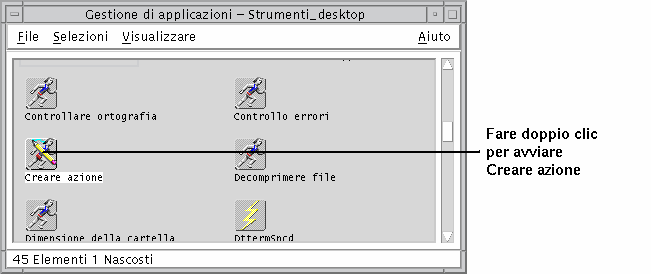 Gestione di applicazioni – Strumenti_desktop
File Selezioni Visualizzare Aiuto
Controllare ortografia Controllo errori
Creare azione Decomprimere file
Dimensione della cartella DttermSpcd
45 Elementi 1 Nascosti
Fare doppio clic
per avviare
Creare azione